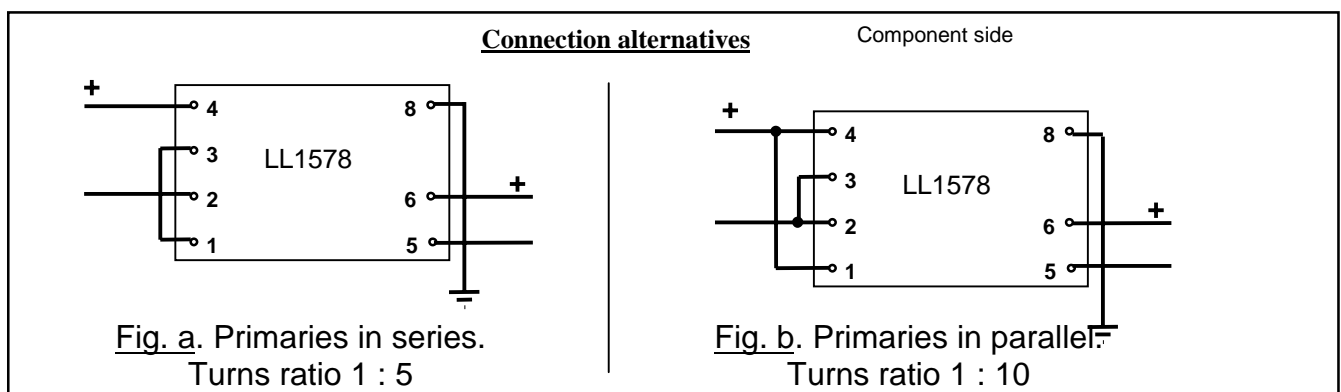 Connection alternatives
Component side
+
4
3
2
1
LL1578
8
6
+
5
Fig. a. Primaries in series.
Turns ratio 1 : 5
+
4
3
2
1
LL1578
8
6
+
5
Fig. b. Primaries in parallel.
Turns ratio 1 : 10